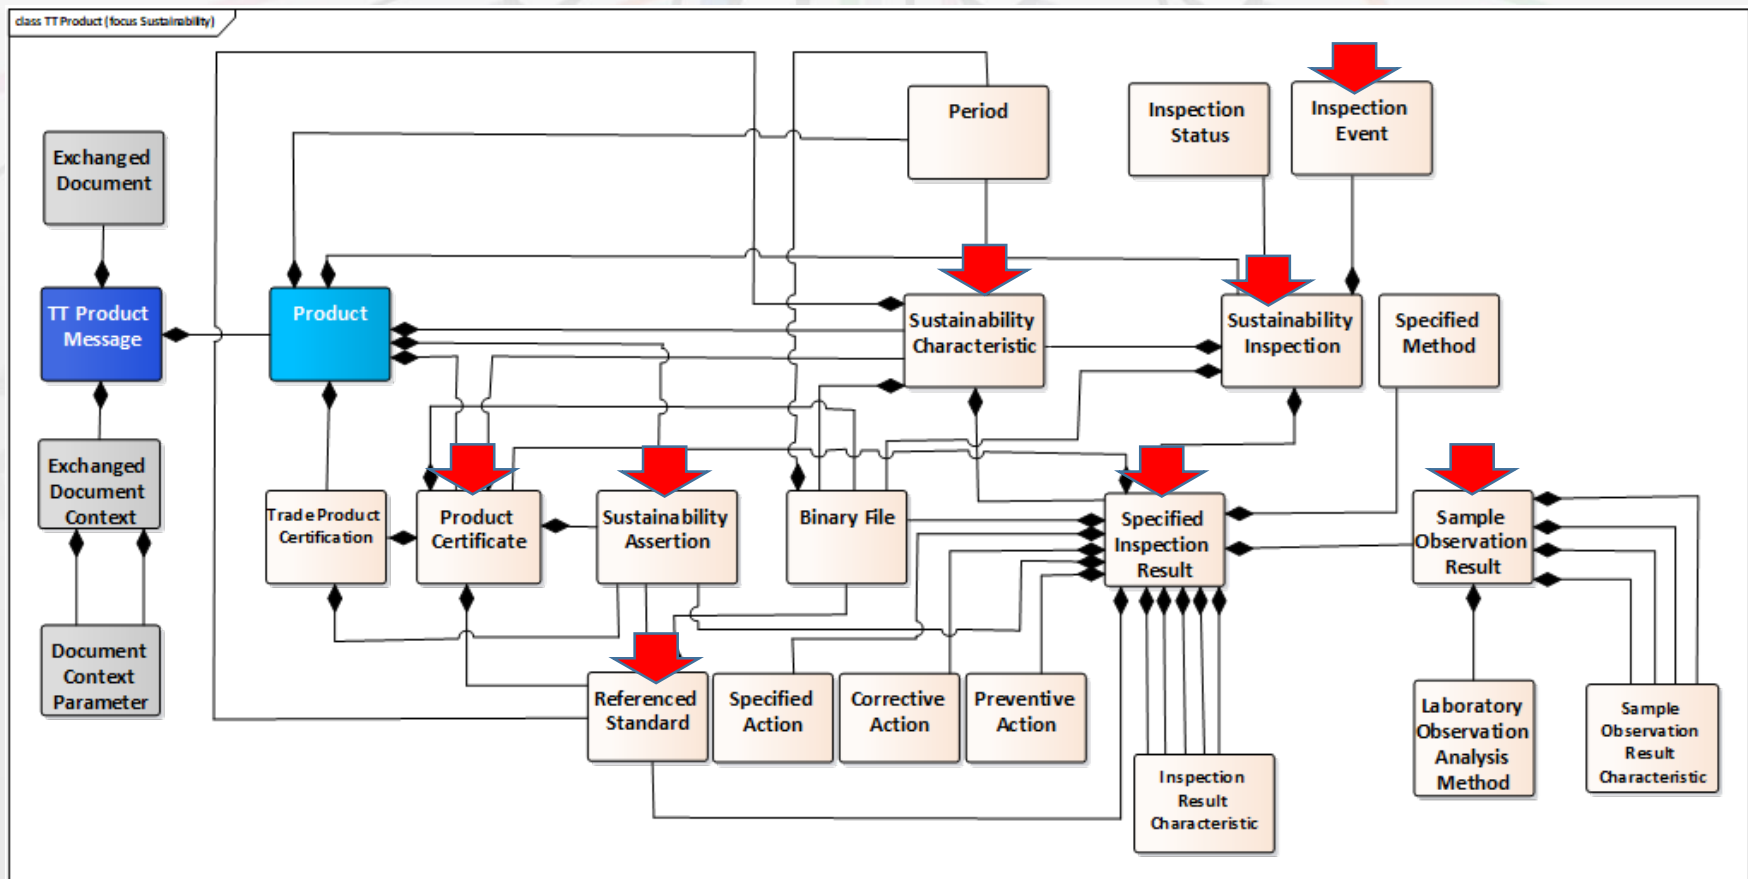 class TT Product (focus Sustainability)
Period
Inspection
Status
Inspection
Event
Exchanged
Document
TT Product
Message
Product
Sustainability
Characteristic
Sustainability
Inspection
Specified
Method
Exchanged
Document
Context
Trade Product
Certification
Product
Certificate
Sustainability
Assertion
Binary File
Specified
Inspection
Result
Sample
Observation
Result
Document
Context
Parameter
Referenced
Standard
Specified
Action
Corrective
Action
Preventive
Action
Inspection
Result
Characteristic
Laboratory
Observation
Analysis
Method
Sample
Observation
Result
Characteristic